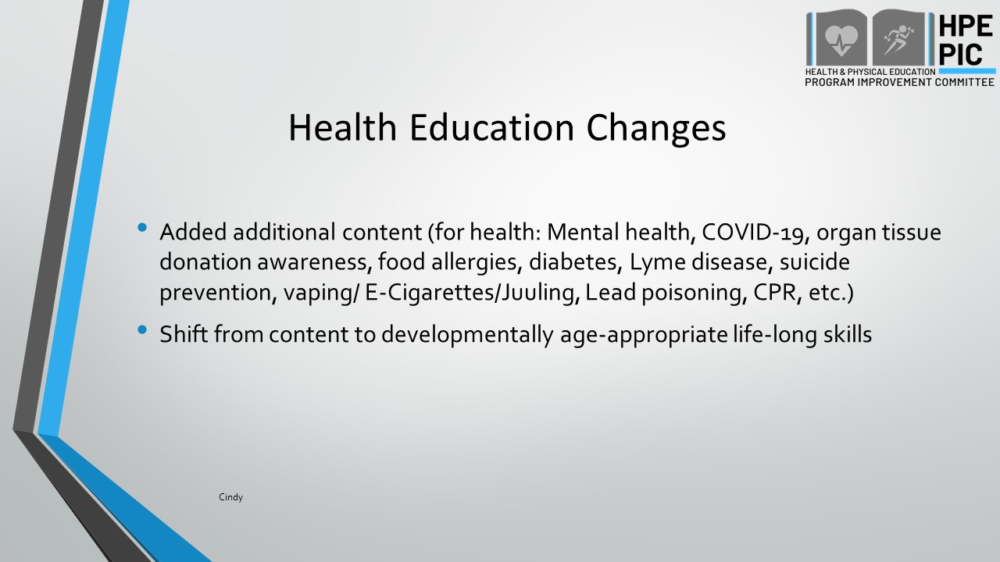 HPE
PIC
HEALTH & PHYSICAL EDUCATION
PROGRAM IMPROVEMENT COMMITTEE
Health Education Changes
• Added additional content (for health: Mental health, COVID-19, organ tissue
donation awareness, food allergies, diabetes, Lyme disease, suicide
prevention, vaping/ E-Cigarettes/Juuling, Lead poisoning, CPR, etc.)
• Shift from content to developmentally age-appropriate life-long skills
Cindy